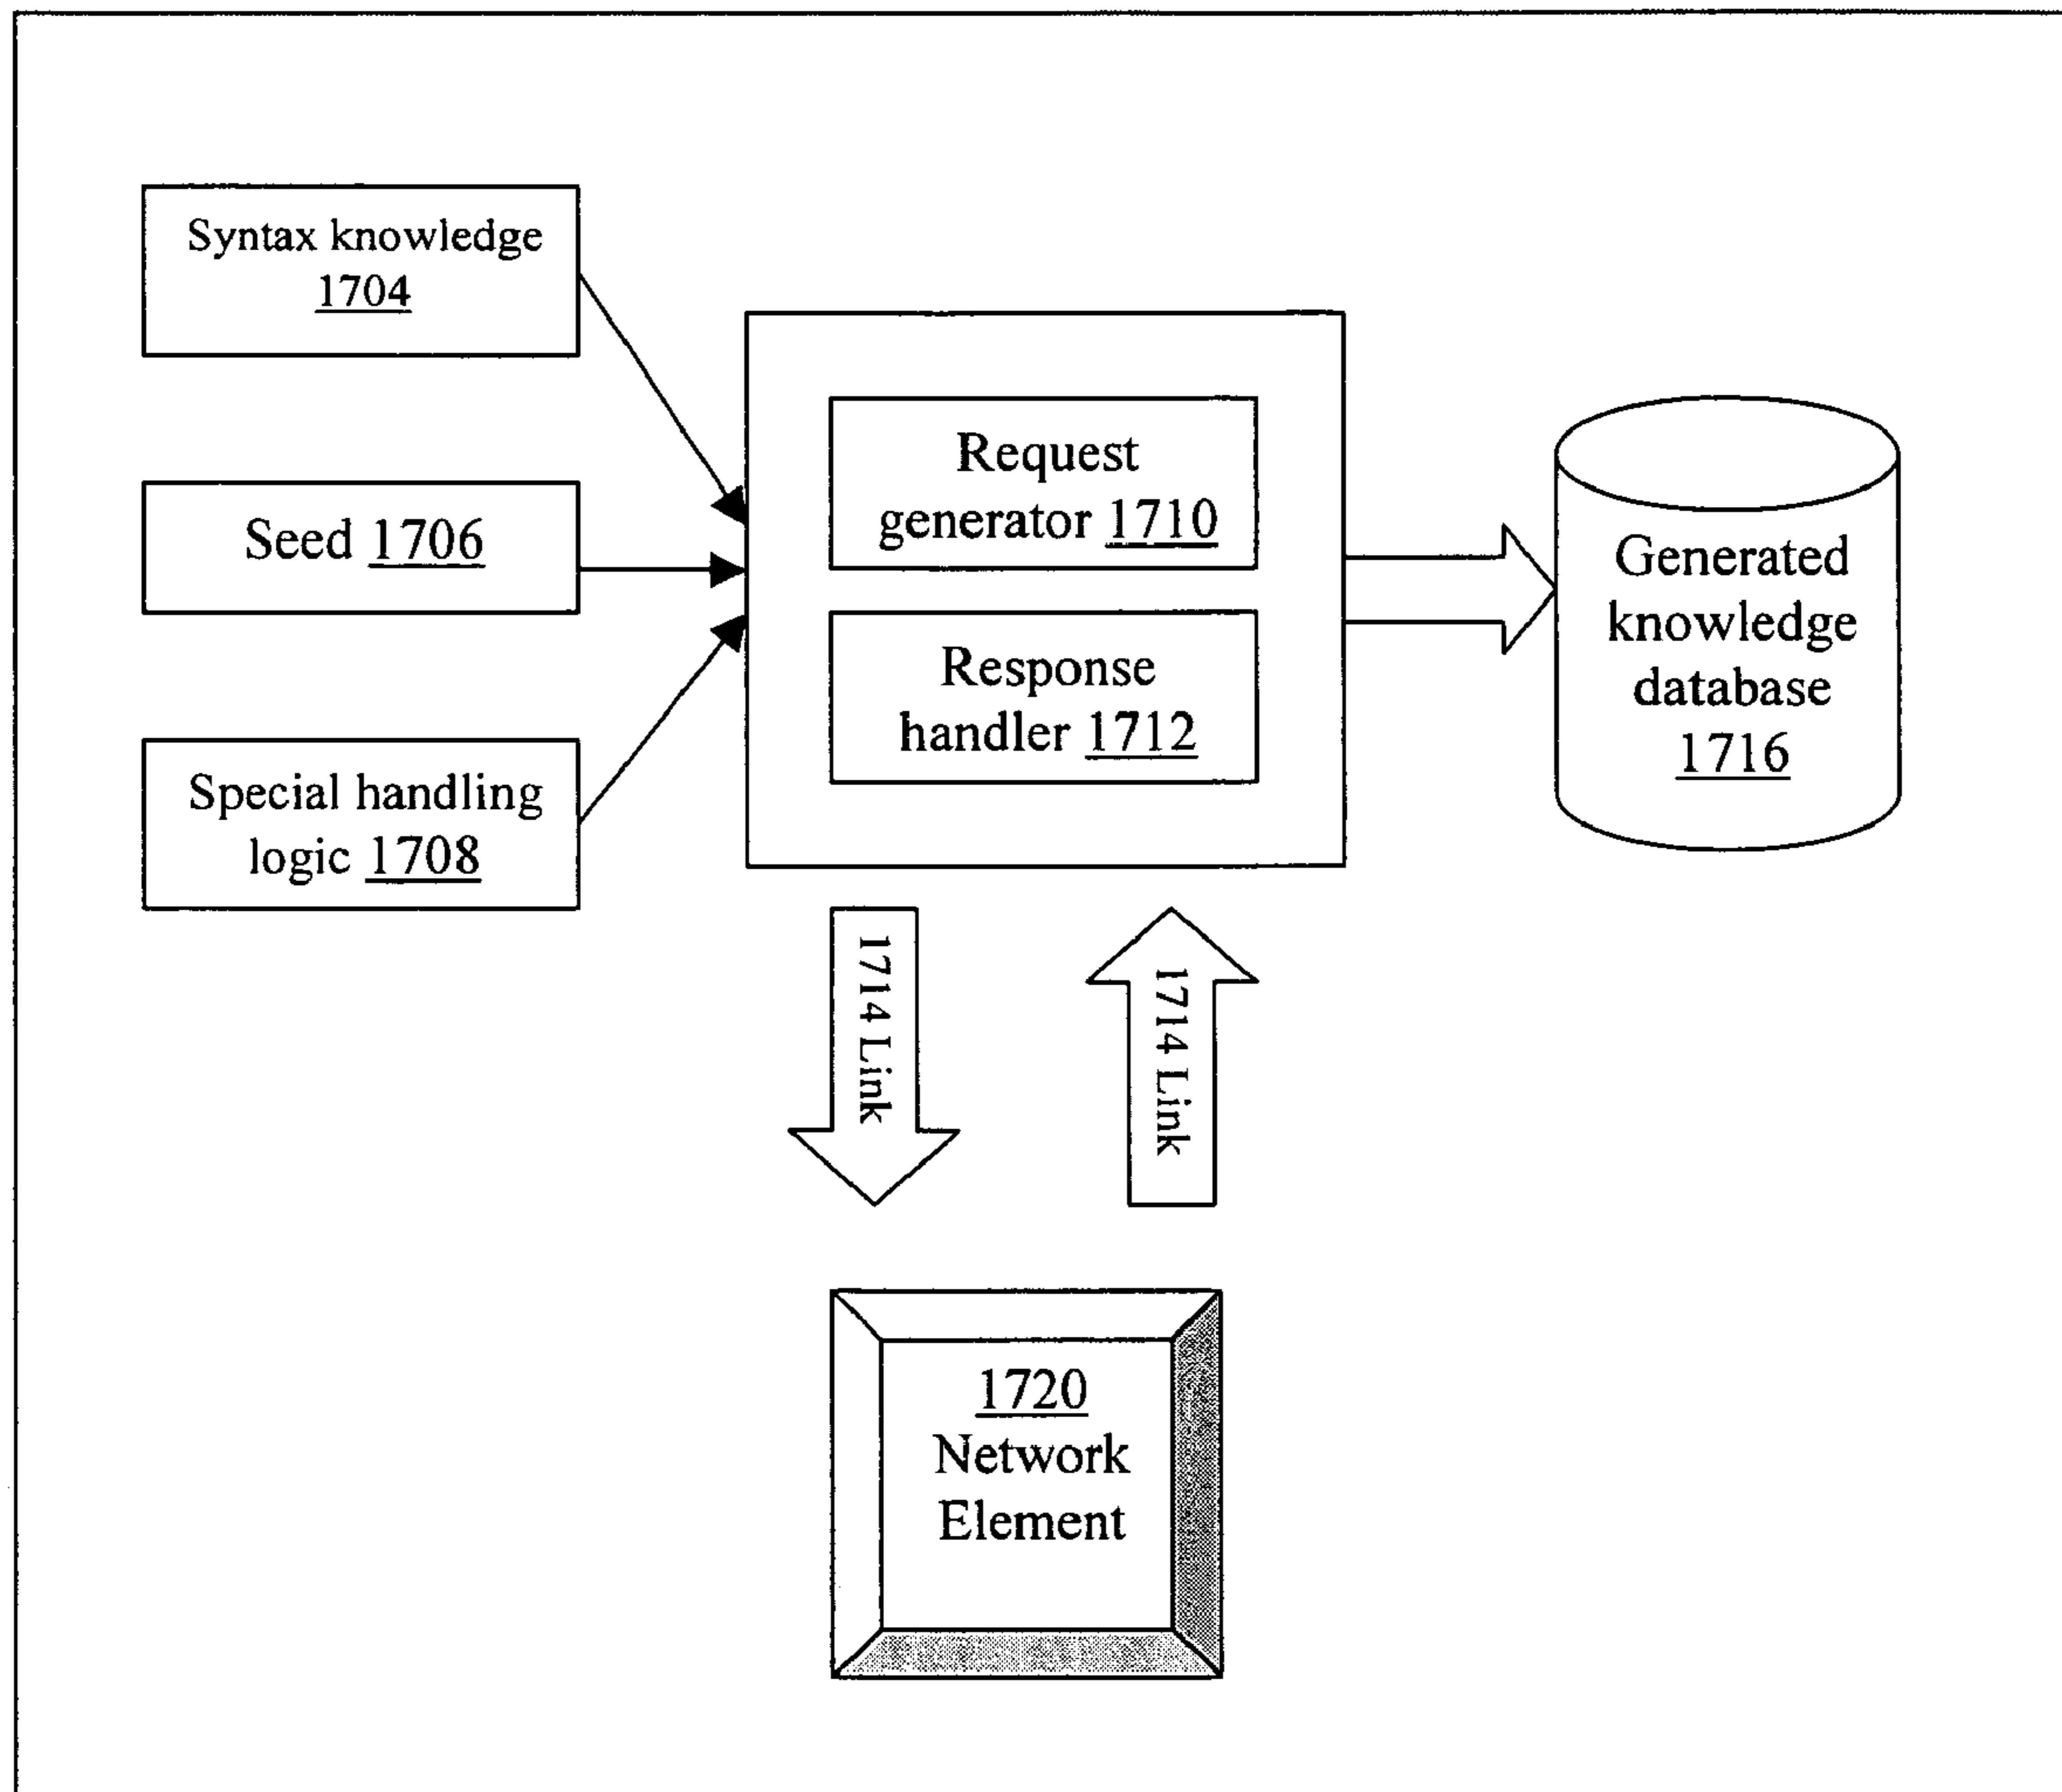 Syntax knowledge
1704
Seed 1706
Special handling
logic 1708
Request
generator 1710
Response
handler 1712
Generated
knowledge
database
1716
1714 Link
1714 Link
1720
Network
Element